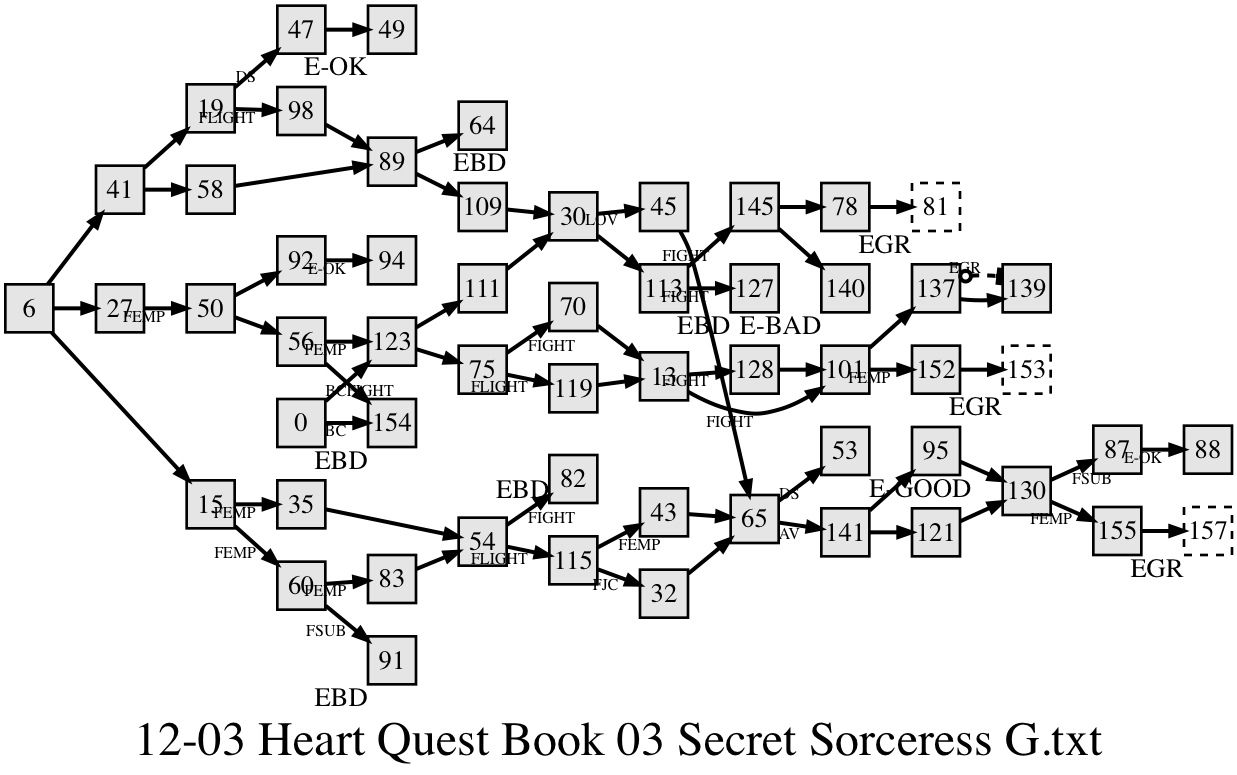 47 49
E-OK
DS
19 98
FLIGHT
64
EBD
89
41 58
109 30 45 145 78 81
LOV
EGR
92 94
E-OK
FIGHT
EGR
6 27 50 111 113 127 140 137 139
FEMP
FIGHT
70
EBD E-BAD
56 123
FEMP
FIGHT
75 119 13 128 101 152 153
FLIGHT
FIGHT
FEMP
BC
FIGHT
EGR
0 154
BC
FIGHT
EBD
53 95 87 88
E-OK
82
EBD
FIGHT
E-GOOD
FSUB
15 35 43 65 130
FEMP
DS
FEMP
54 115 141 121 155 157
FLIGHT
FEMP
AV
EGR
FEMP
60 83 32
FEMP
FJC
FSUB
91
EBD
12-03 Heart Quest Book 03 Secret Sorceress G.txt